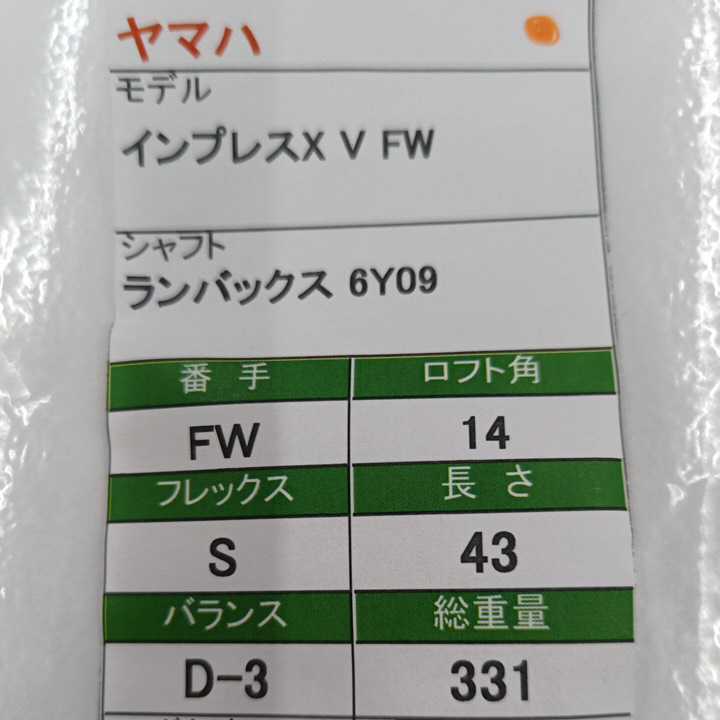 ヤマハ
モデル
インプレスX V FW
シャフト
ランバックス 6Y09
番 手 ロフト角
FW 14
フレックス 長 さ
S 43
バランス 総重量
D-3 331